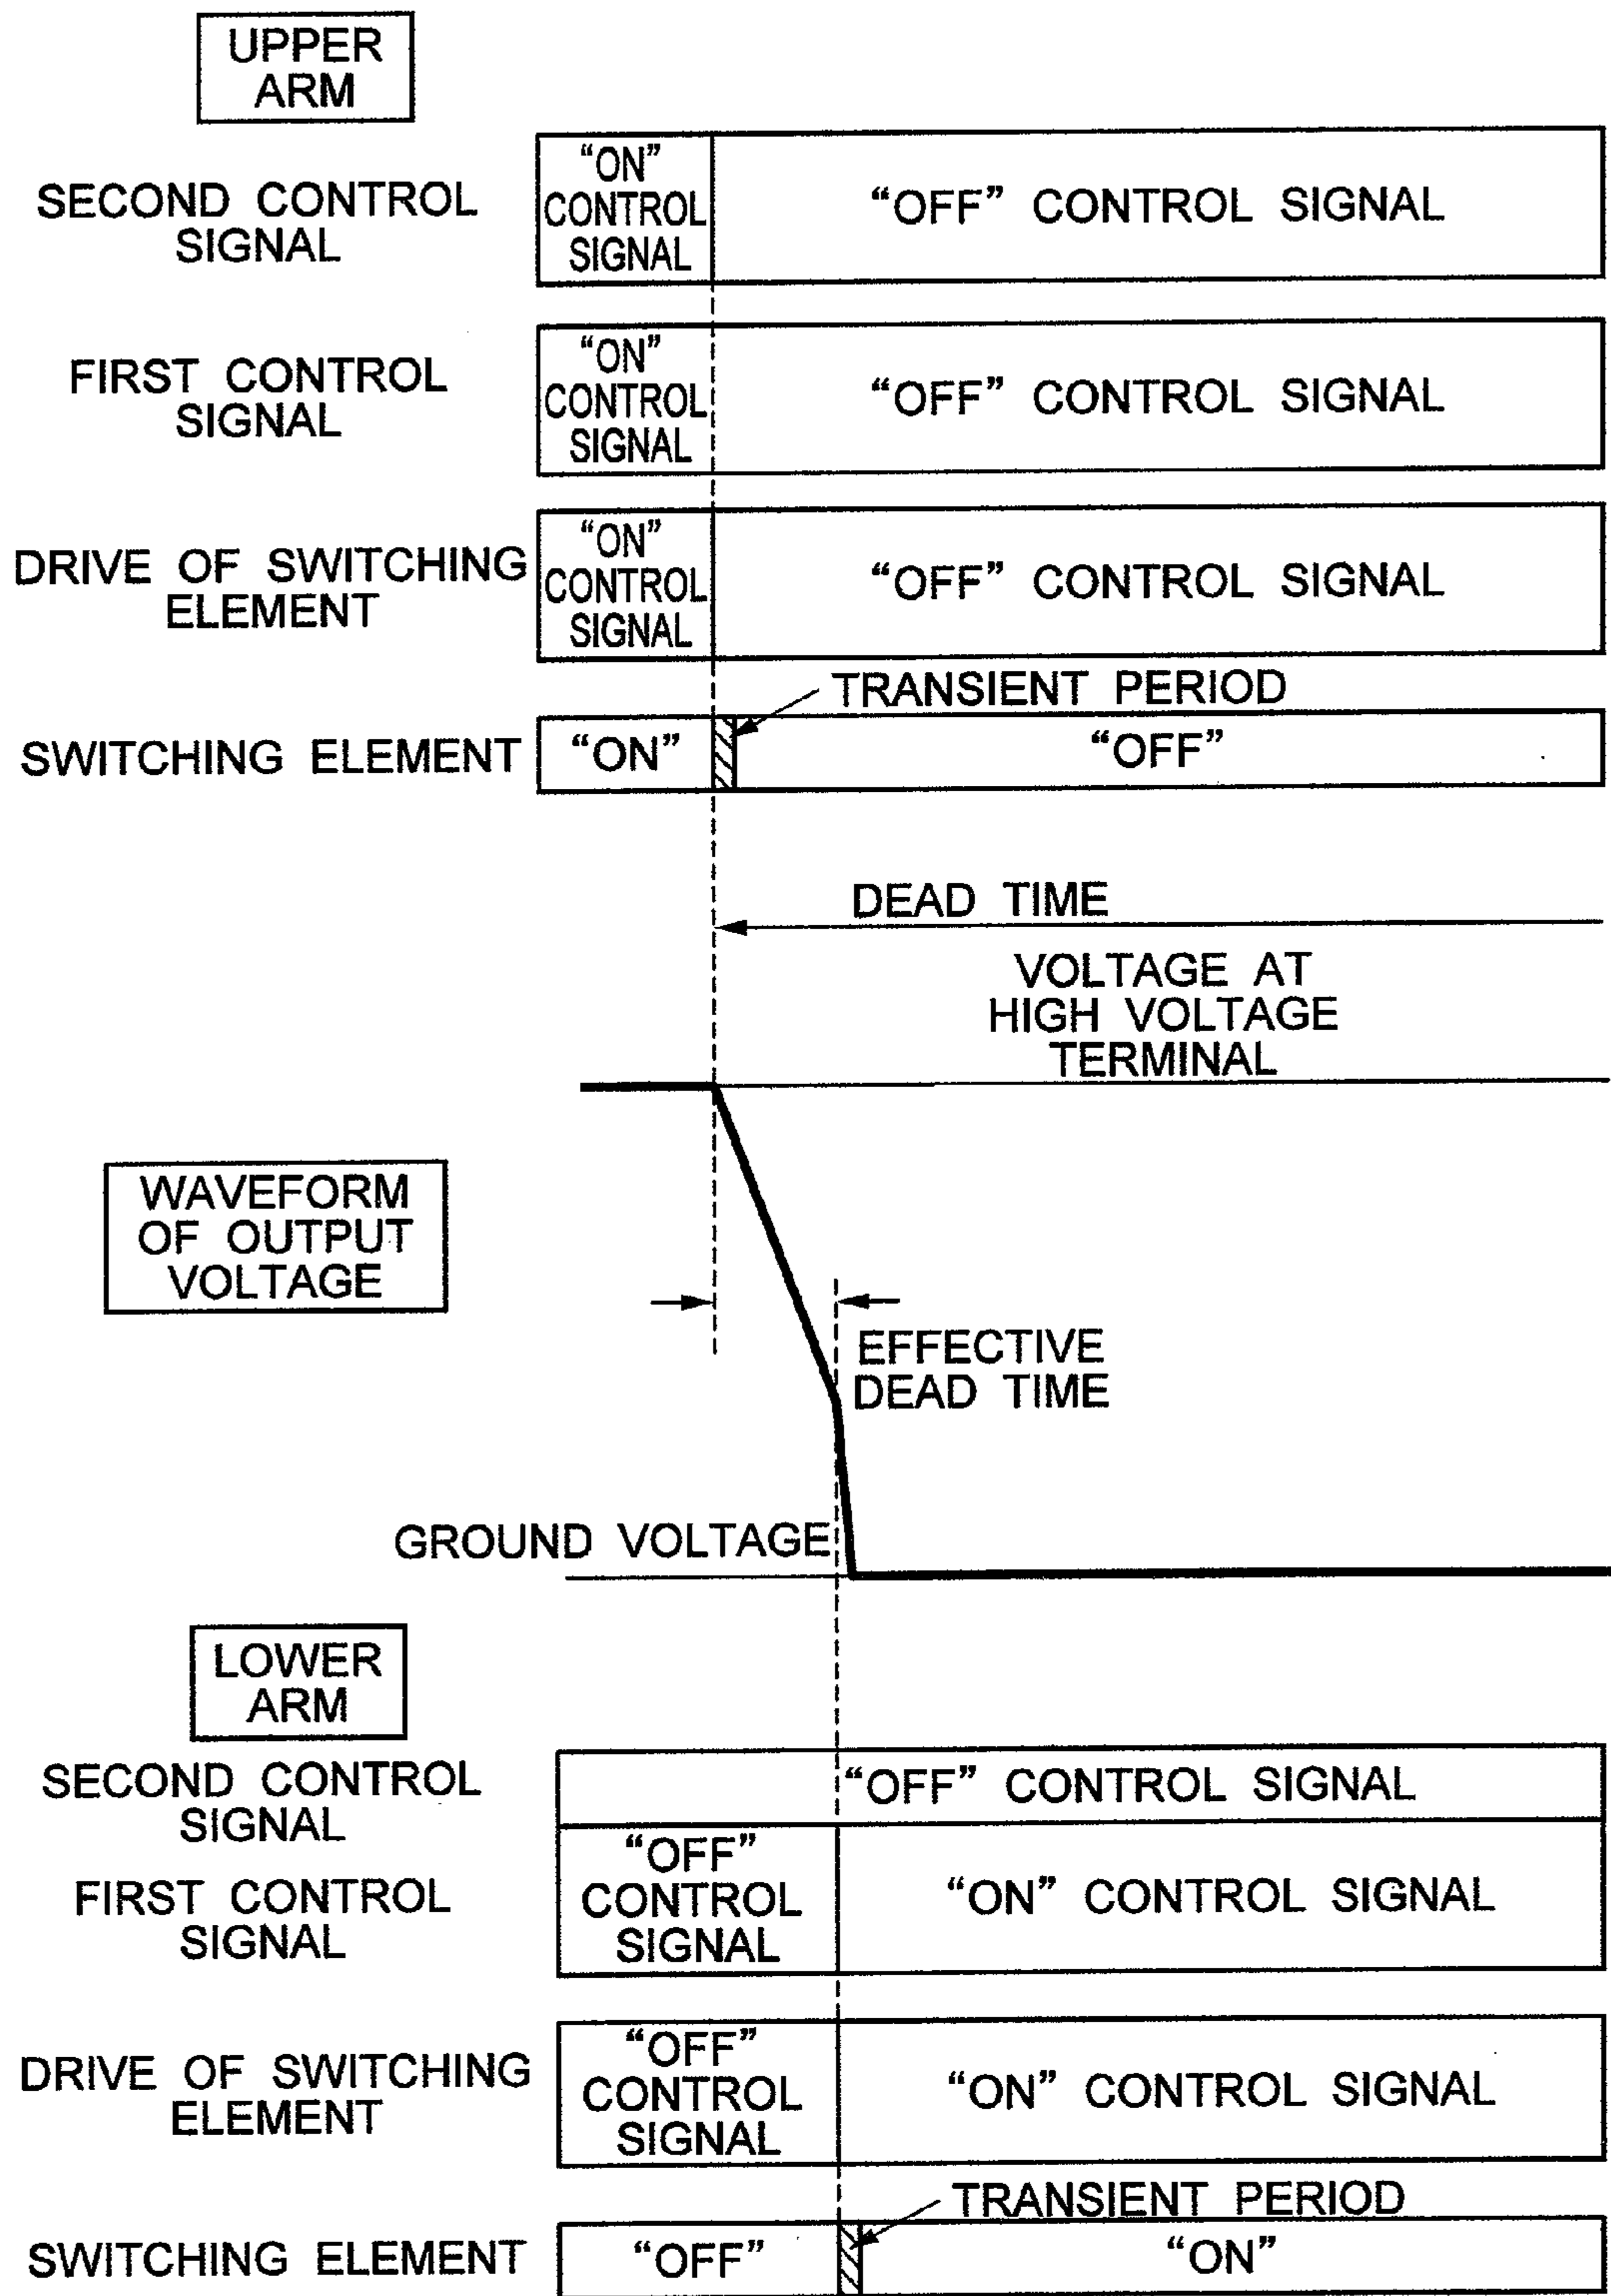 UPPER
ARM
SECOND CONTROL
SIGNAL
“ON”
CONTROL
SIGNAL
“OFF” CONTROL SIGNAL
FIRST CONTROL
SIGNAL
“ON”
CONTROL
SIGNAL
“OFF” CONTROL SIGNAL
DRIVE OF SWITCHING
ELEMENT
“ON”
CONTROL
SIGNAL
“OFF” CONTROL SIGNAL
TRANSIENT PERIOD
SWITCHING ELEMENT
“ON”
“OFF”
DEAD TIME
VOLTAGE AT
HIGH VOLTAGE
TERMINAL
WAVEFORM
OF OUTPUT
VOLTAGE
EFFECTIVE
DEAD TIME
GROUND VOLTAGE
LOWER
ARM
SECOND CONTROL
SIGNAL
“OFF” CONTROL SIGNAL
FIRST CONTROL
SIGNAL
“OFF”
CONTROL
SIGNAL
“ON” CONTROL SIGNAL
DRIVE OF SWITCHING
ELEMENT
“OFF”
CONTROL
SIGNAL
“ON” CONTROL SIGNAL
TRANSIENT PERIOD
SWITCHING ELEMENT
“OFF”
“ON”